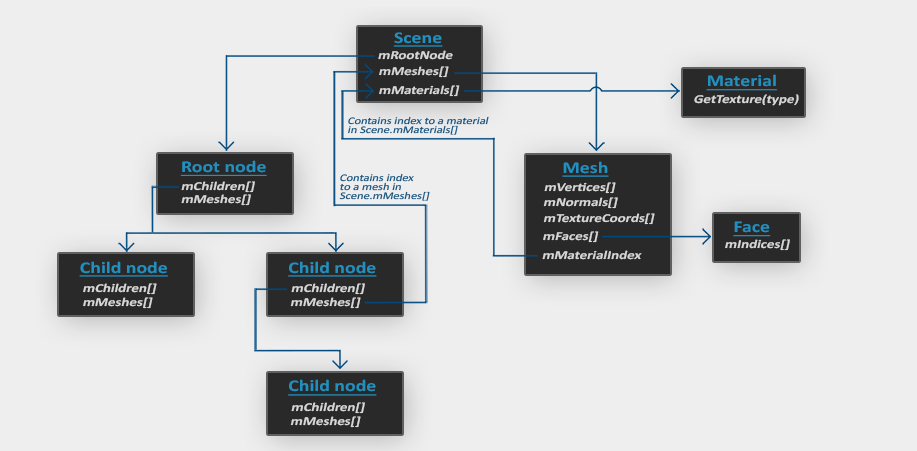 Scene
mRootNode
mMeshes[]
mMaterials[]
Material
GetTexture(type)
Contains index to a material
in Scene.mMaterials[]
Root node
mChildren[]
mMeshes[]
Contains index
to a mesh in
Scene.mMeshes[]
Mesh
mVertices[]
mNormals[]
mTextureCoords[]
mFaces[]
mMaterialIndex
Face
mIndices[]
Child node
mChildren[]
mMeshes[]
Child node
mChildren[]
mMeshes[]
Child node
mChildren[]
mMeshes[]